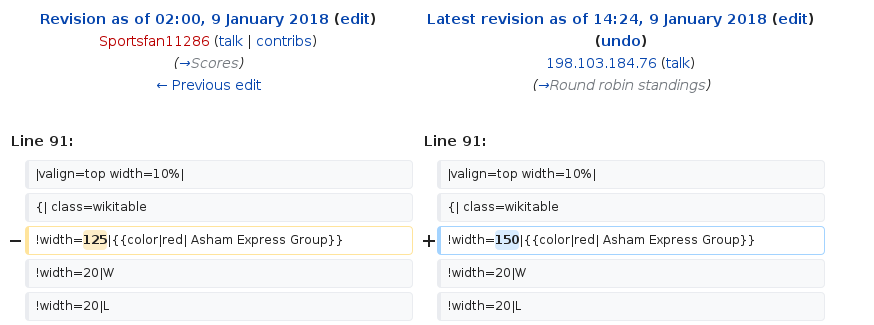 Revision as of 02:00, 9 January 2018 (edit)
Sportsfan11286 (talk | contribs)
(→Scores)
← Previous edit
Latest revision as of 14:24, 9 January 2018 (edit)
(undo)
198.103.184.76 (talk)
(→Round robin standings)
Line 91:
Line 91:
|valign=top width=10%|
|valign=top width=10%|
{| class=wikitable
{| class=wikitable
− !width=125|{{color|red| Asham Express Group}}
+ !width=150|{{color|red| Asham Express Group}}
!width=20|W
!width=20|W
!width=20|L
!width=20|L